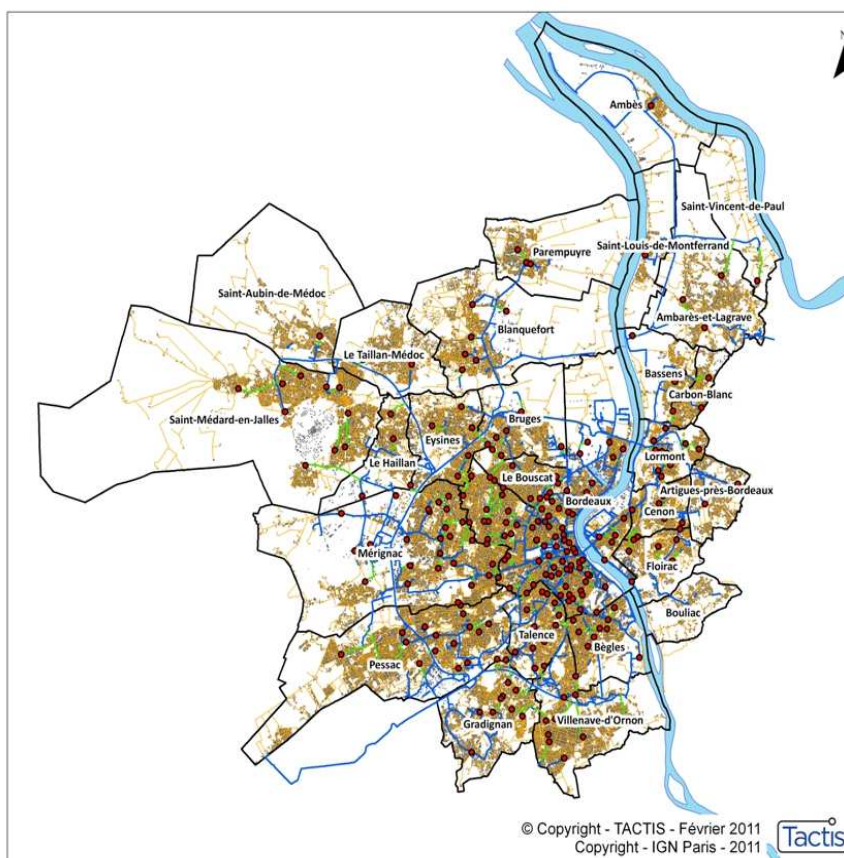 N
Ambès
Saint-Vincent-de-Paul
Saint-Louis-de-Montferrand
Parempuyre
Saint-Aubin-de-Médoc
Ambarès-et-Lagrave
Blanquefort
Le Taillan-Médoc
Bassens
Carbon-Blanc
Saint-Médard-en-Jalles
Bruges
Eysines
Lormont
Le Haillan
Le Bouscat
Artigues-près-Bordeaux
Bordeaux
Cenon
Mérignac
Floirac
Bouliac
Talence
Bègles
Pessac
Gradignan
Villenave-d'Ornon
© Copyright - TACTIS - Février 2011
Copyright - IGN Paris - 2011
Tactis